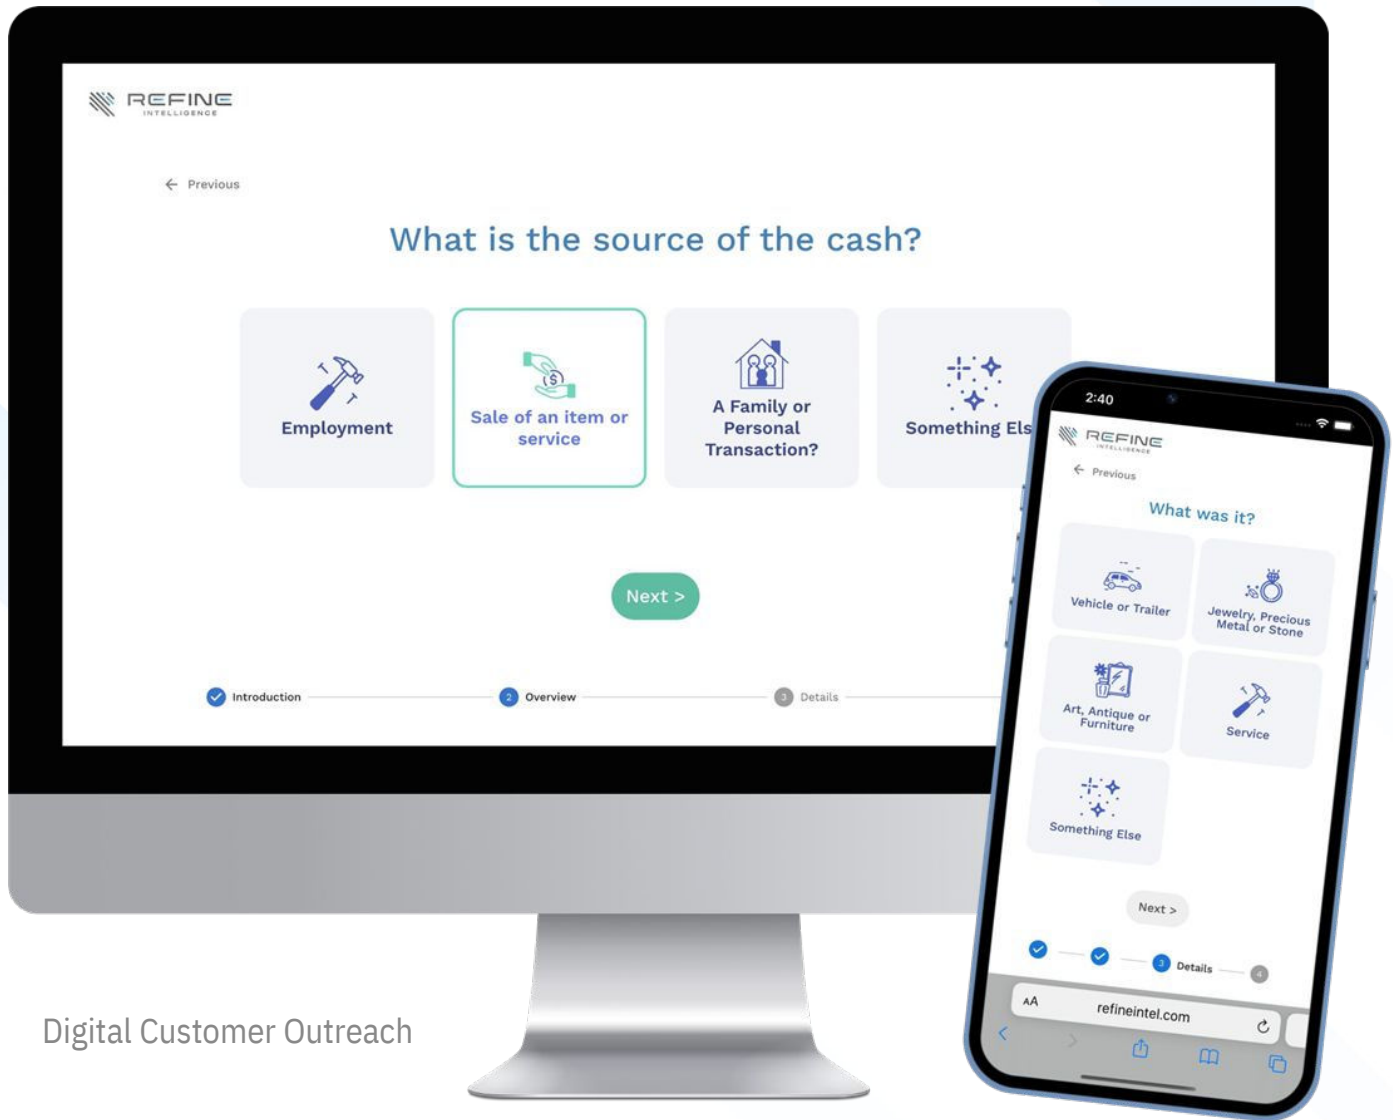 REFINE
INTELLIGENCE
← Previous
What is the source of the cash?
Employment
Sale of an item or
service
A Family or
Personal
Transaction?
Something Els
Next >
Introduction
2 Overview
3 Details
2:40
REFINE
INTELLIGENCE
← Previous
What was it?
Vehicle or Trailer
Jewelry, Precious
Metal or Stone
Art, Antique or
Furniture
Service
Something Else
Next >
3 Details 4
AA refineintel.com
Digital Customer Outreach